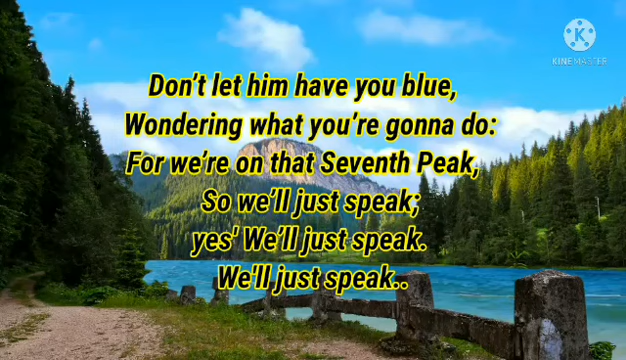 KINEMASTER
Don't let him have you blue,
Wondering what you're gonna do:
For we're on that Seventh Peak,
So we'll just speak;
yes' We'll just speak.
We'll just speak..